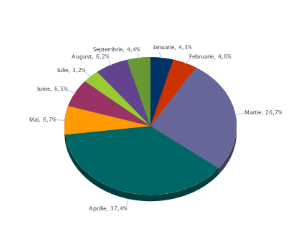 Septembrie, 4,4%
Ianuarie, 4,3%
August, 6,2%
Februarie, 4,6%
Iulie, 3,2%
Iunie, 6,5%
Martie, 26,7%
Mai, 6,7%
Aprilie, 37,4%